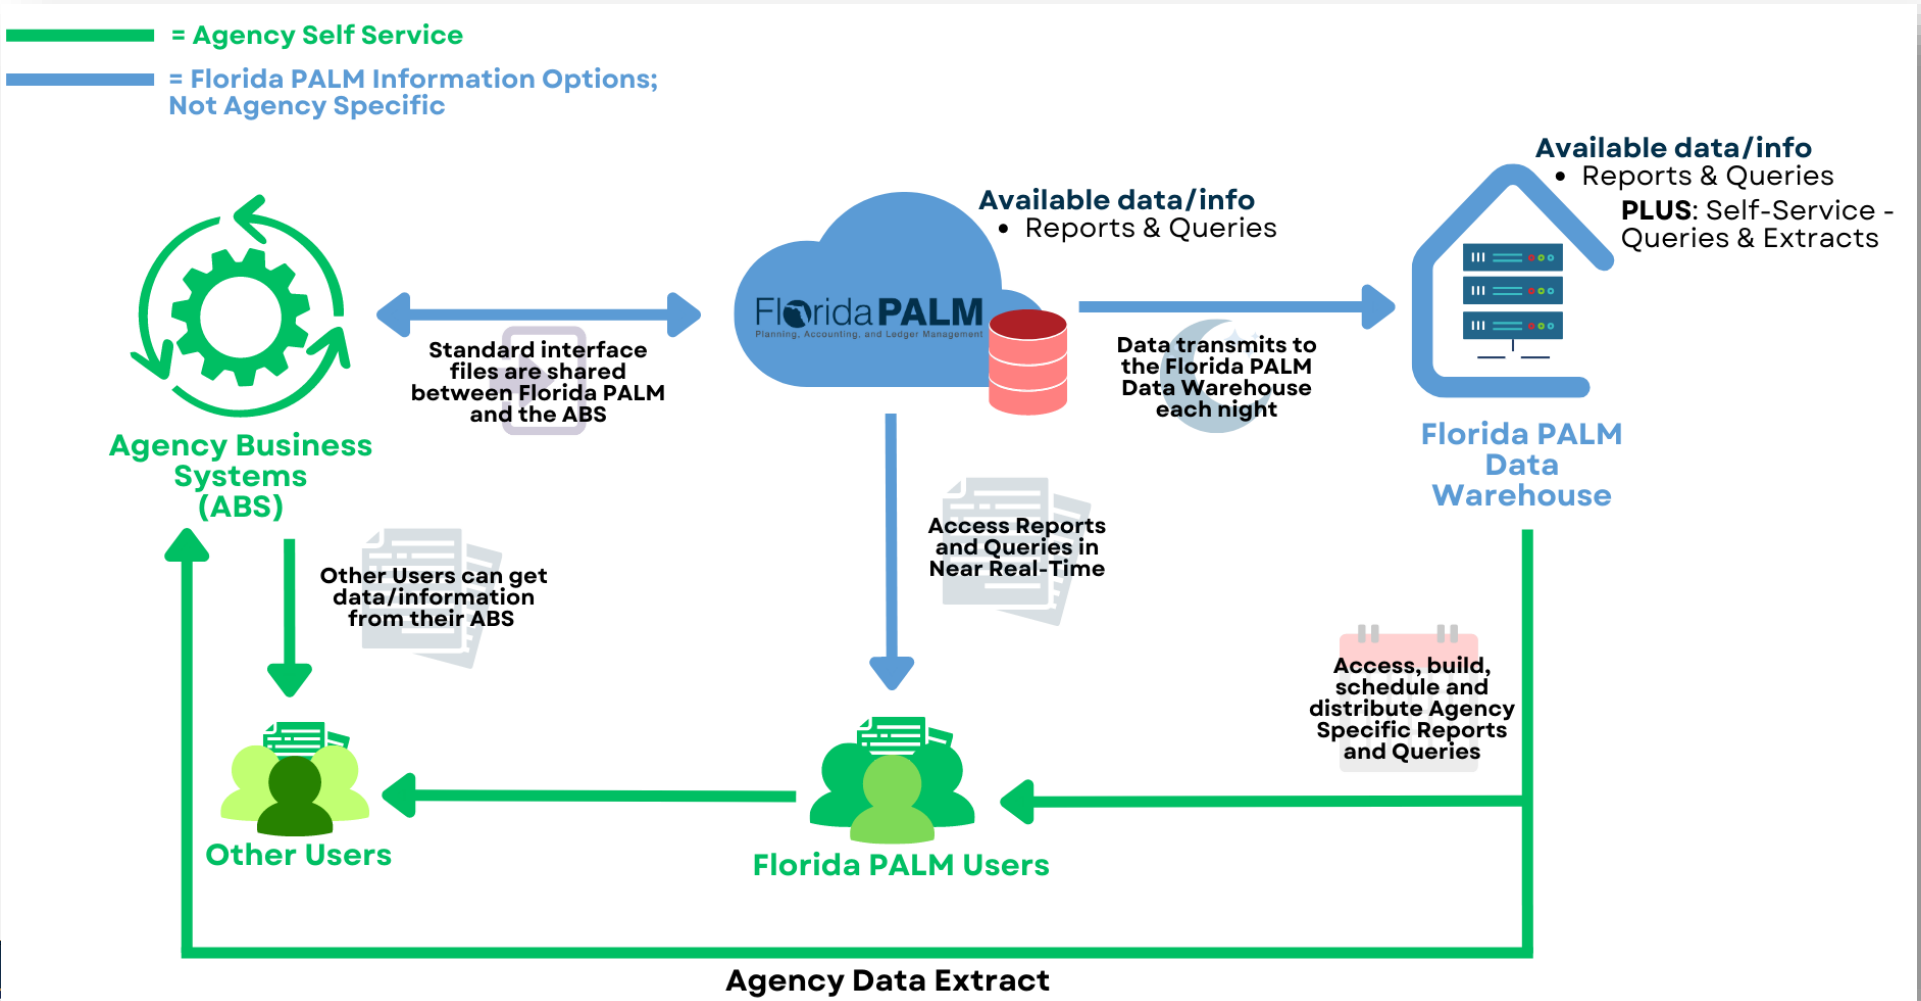 = Agency Self Service
= Florida PALM Information Options;
Not Agency Specific
Available data/info
• Reports & Queries
PLUS: Self-Service -
Queries & Extracts
Available data/info
• Reports & Queries
Florida PALM
Planning, Accounting, and Ledger Management
Standard interface
files are shared
between Florida PALM
and the ABS
Data transmits to
the Florida PALM
Data Warehouse
each night
Agency Business
Systems
(ABS)
Florida PALM
Data
Warehouse
Other Users can get
data/information
from their ABS
Access Reports
and Queries in
Near Real-Time
Access, build,
schedule and
distribute Agency
Specific Reports
and Queries
Other Users
Florida PALM Users
Agency Data Extract